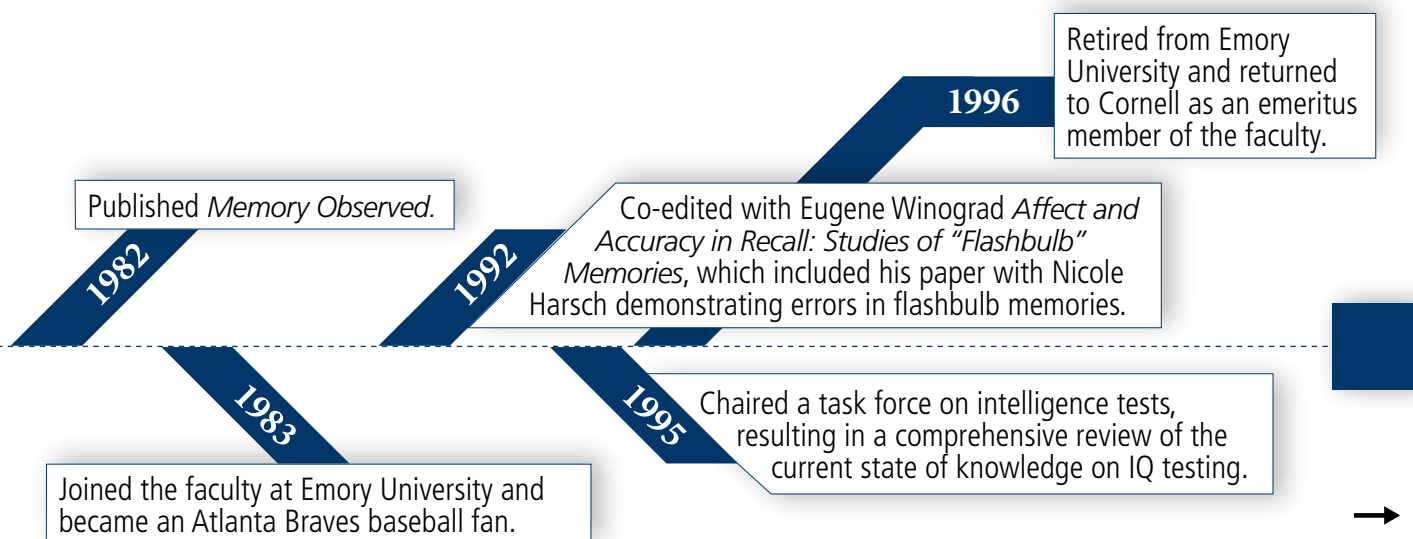 1982
Published Memory Observed.
1983
Joined the faculty at Emory University and
became an Atlanta Braves baseball fan.
1992
Co-edited with Eugene Winograd Affect and
Accuracy in Recall: Studies of “Flashbulb”
Memories, which included his paper with Nicole
Harsch demonstrating errors in flashbulb memories.
1995
Chaired a task force on intelligence tests,
resulting in a comprehensive review of the
current state of knowledge on IQ testing.
1996
Retired from Emory
University and returned
to Cornell as an emeritus
member of the faculty.